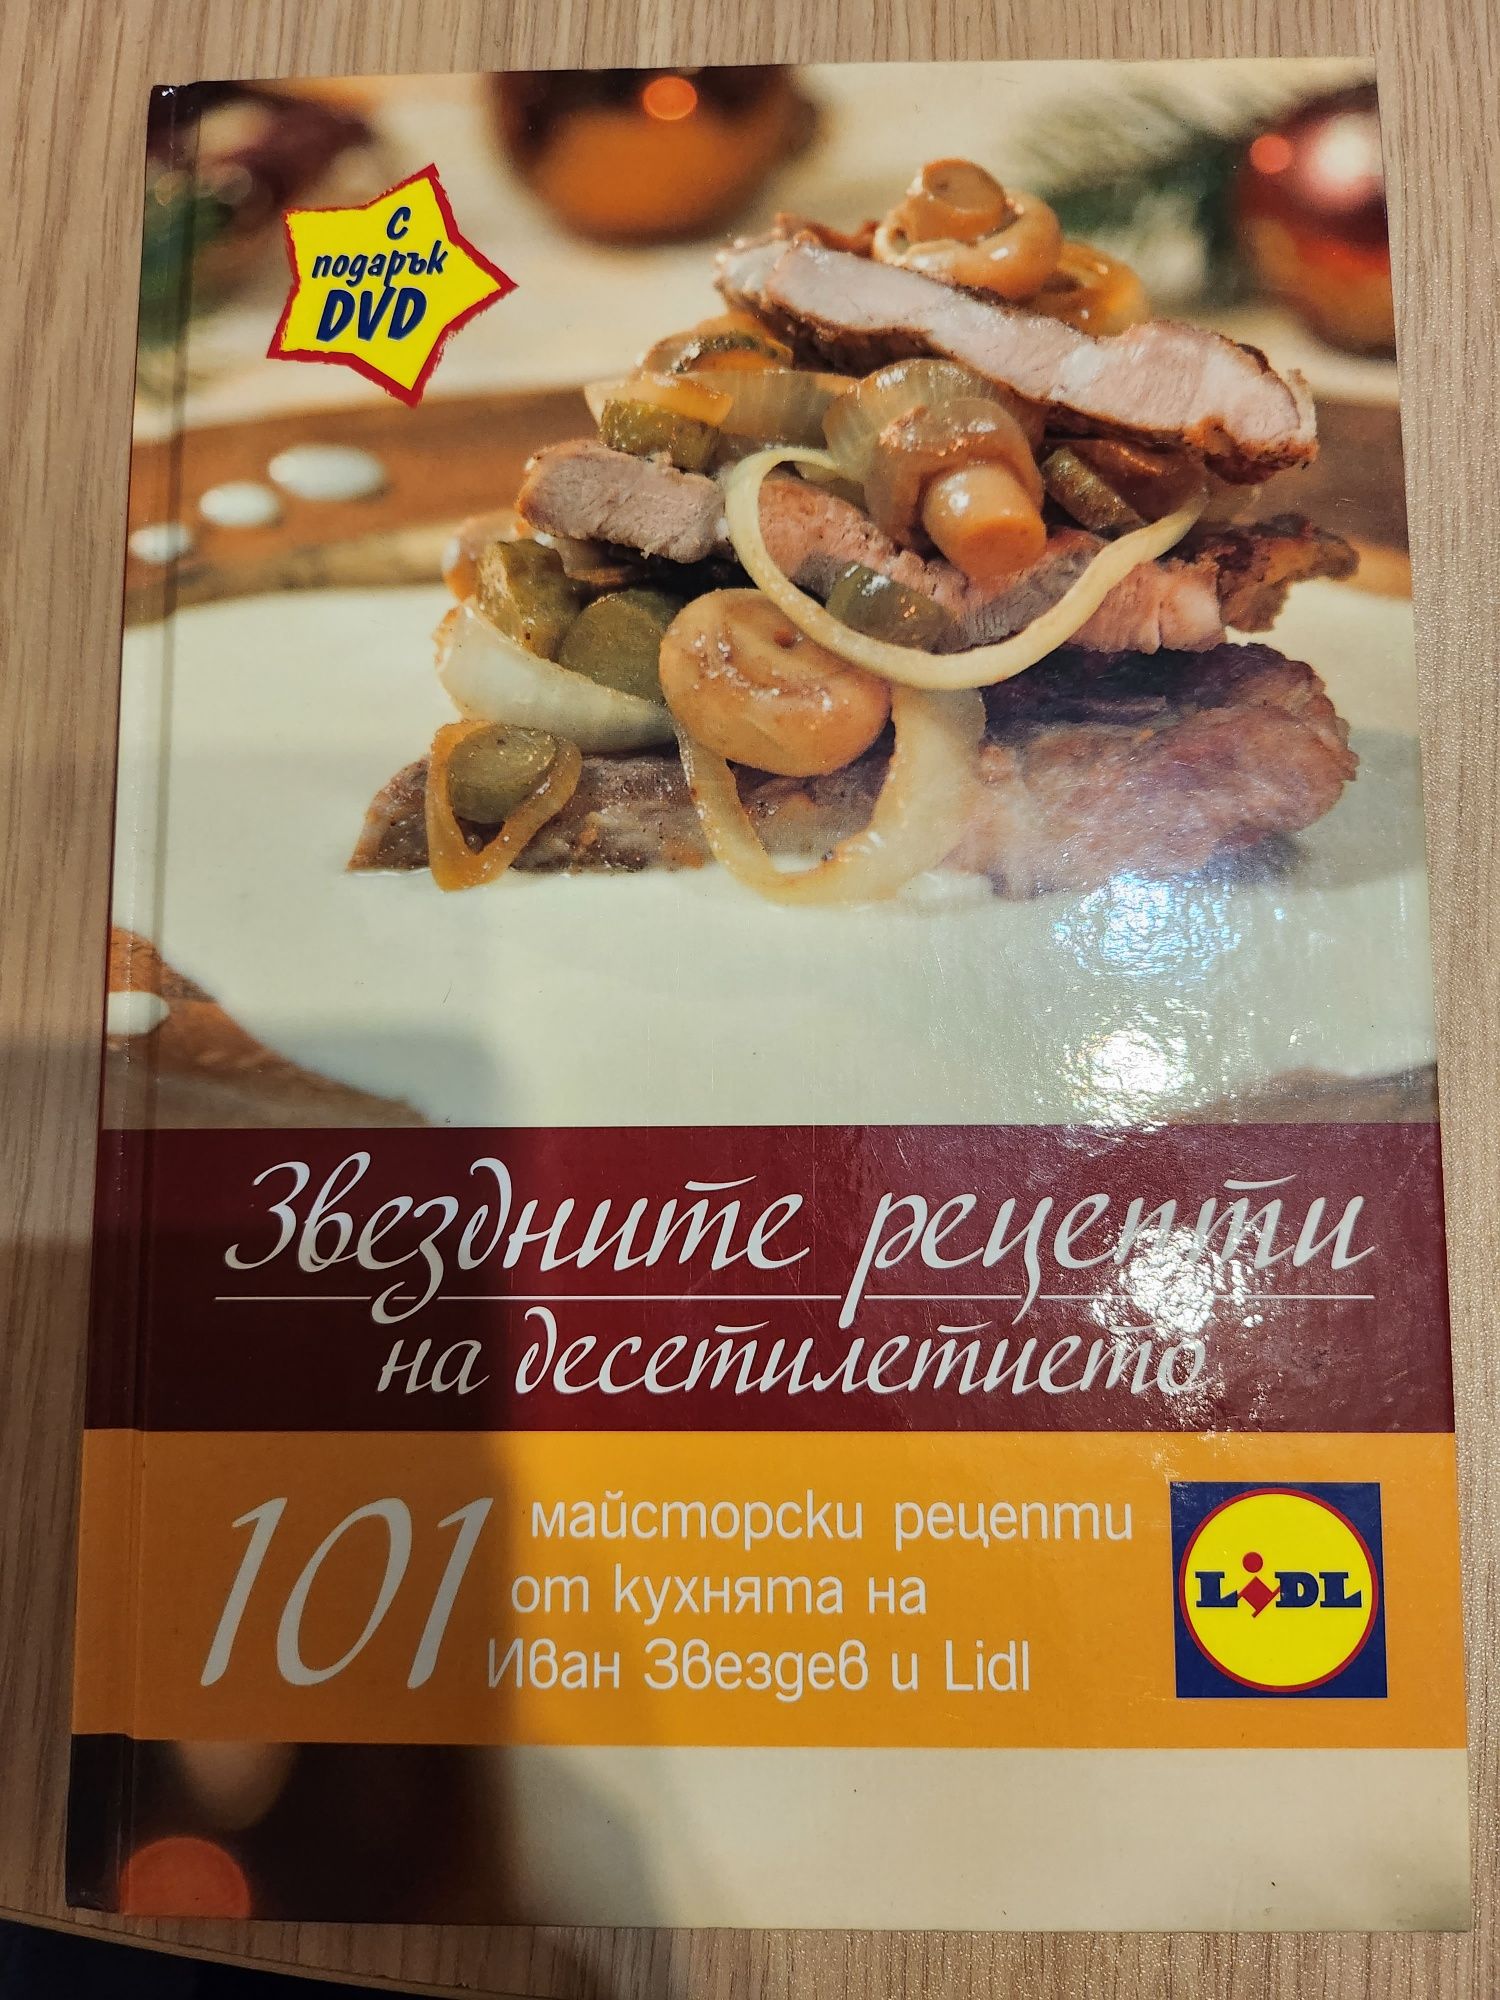 С
подарък
DVD
Звездните рецепти
на десетилетието
101
майсторски рецепти
от кухнята на
Иван Звездев и Lidl
LIDL